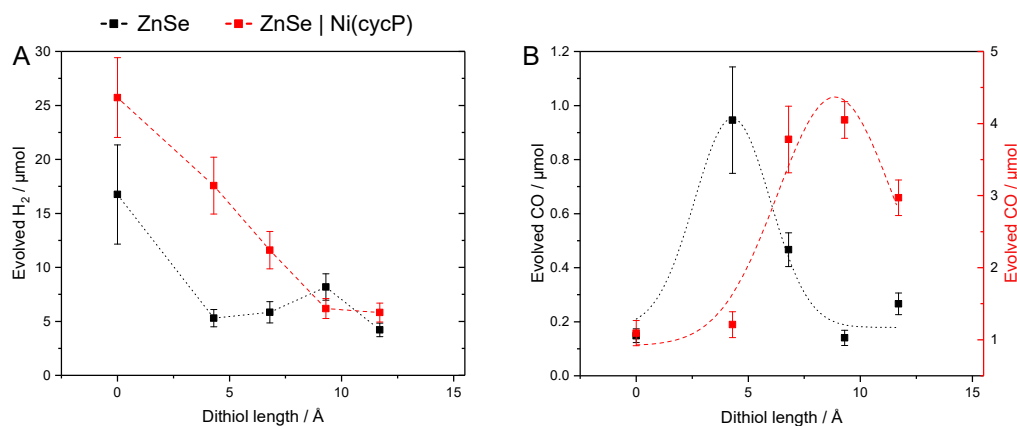 ZnSe ZnSe | Ni(cycP)
A
30
25
20
15
10
5
0
Evolved H₂ / µmol
0 5 10 15
Dithiol length / Å
B
1.2
1.0
0.8
0.6
0.4
0.2
0.0
Evolved CO / µmol
0 5 10 15
Dithiol length / Å
5
4
3
2
1
Evolved CO / µmol